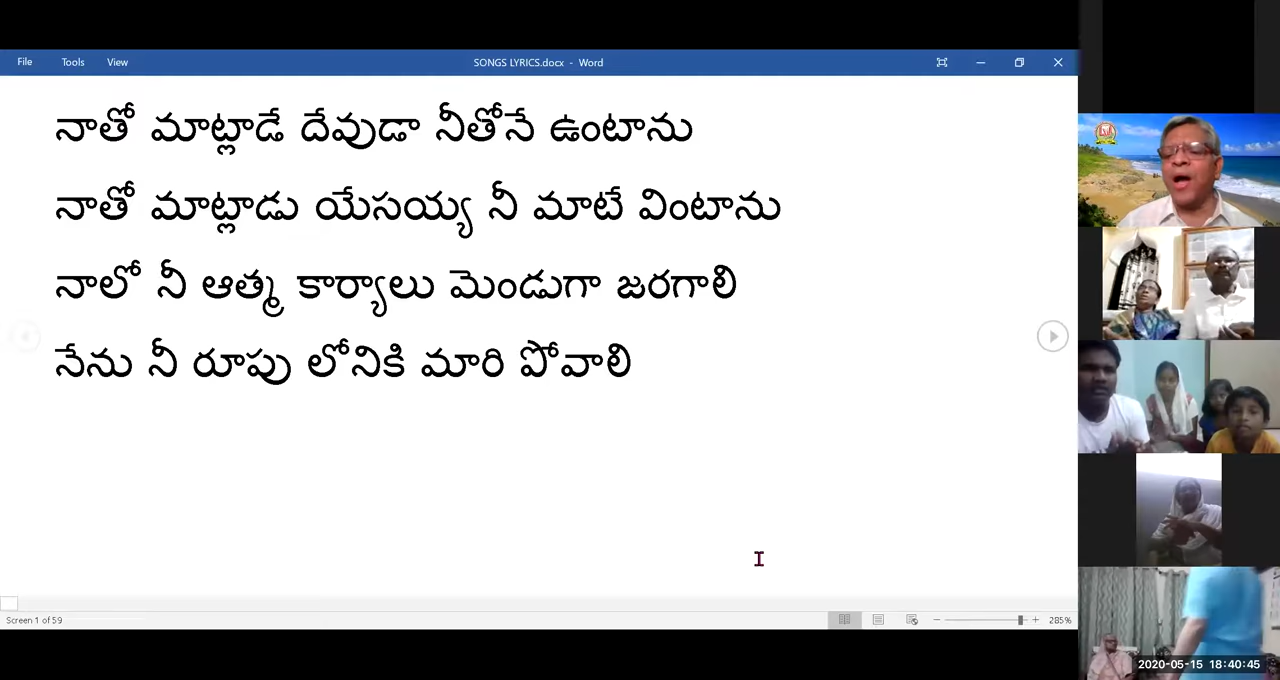 File Tools View SONGS LYRICS.docx - Word
నాతో మాట్లాడే దేవుడా నీతోనే ఉంటాను
నాతో మాట్లాడు యేసయ్య నీ మాటే వింటాను
నాలో నీ ఆత్మ కార్యాలు మెండుగా జరగాలి
నేను నీ రూపు లోనికి మారి పోవాలి
Screen 1 of 59 285%
2020-05-15 18:40:45